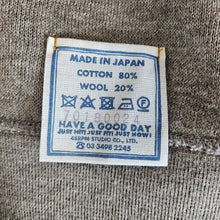 MADE IN JAPAN
COTTON 80%
WOOL 20%
HAVE A GOOD DAY
JUST HIT! JUST FIT! JUST NOW!
45RPM STUDIO CO., LTD.
☎ 03 3498 2245